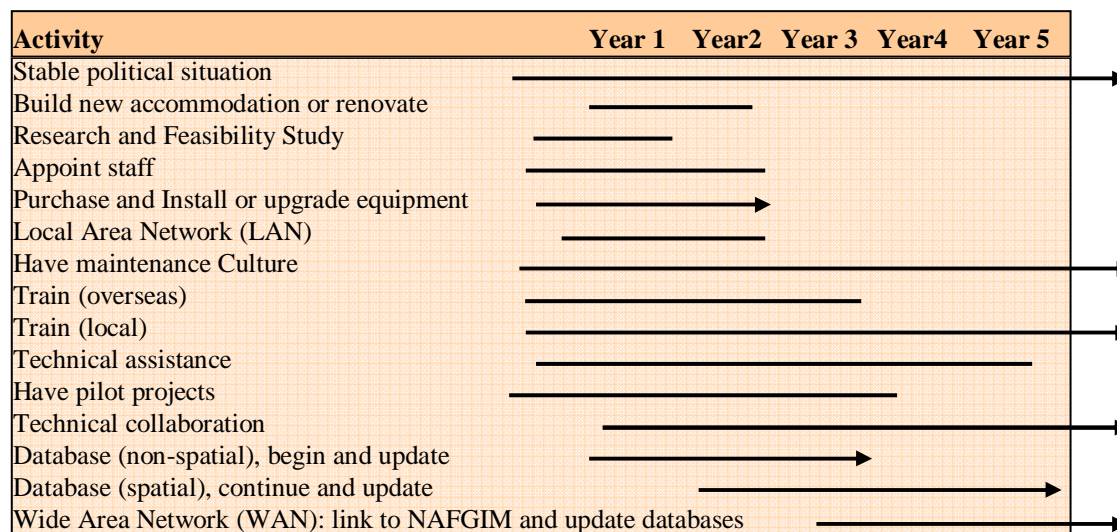 Activity Year 1 Year2 Year 3 Year4 Year 5
Stable political situation
Build new accommodation or renovate
Research and Feasibility Study
Appoint staff
Purchase and Install or upgrade equipment
Local Area Network (LAN)
Have maintenance Culture
Train (overseas)
Train (local)
Technical assistance
Have pilot projects
Technical collaboration
Database (non-spatial), begin and update
Database (spatial), continue and update
Wide Area Network (WAN): link to NAFGIM and update databases